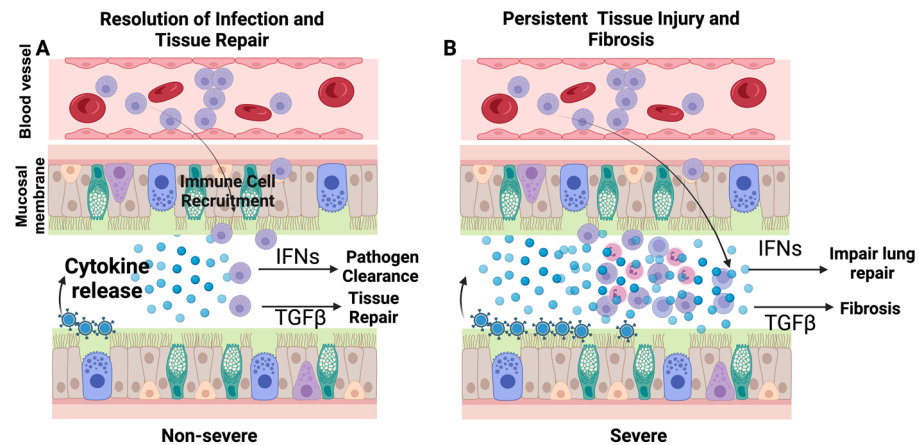 Resolution of Infection and
Tissue Repair
A
Blood vessel
Mucosal
membrane
Immune Cell
Recruitment
Cytokine
release
IFNs
Pathogen
Clearance
TGFβ
Tissue
Repair
Non-severe
Persistent Tissue Injury and
Fibrosis
B
IFNs
Impair lung
repair
TGFβ
Fibrosis
Severe